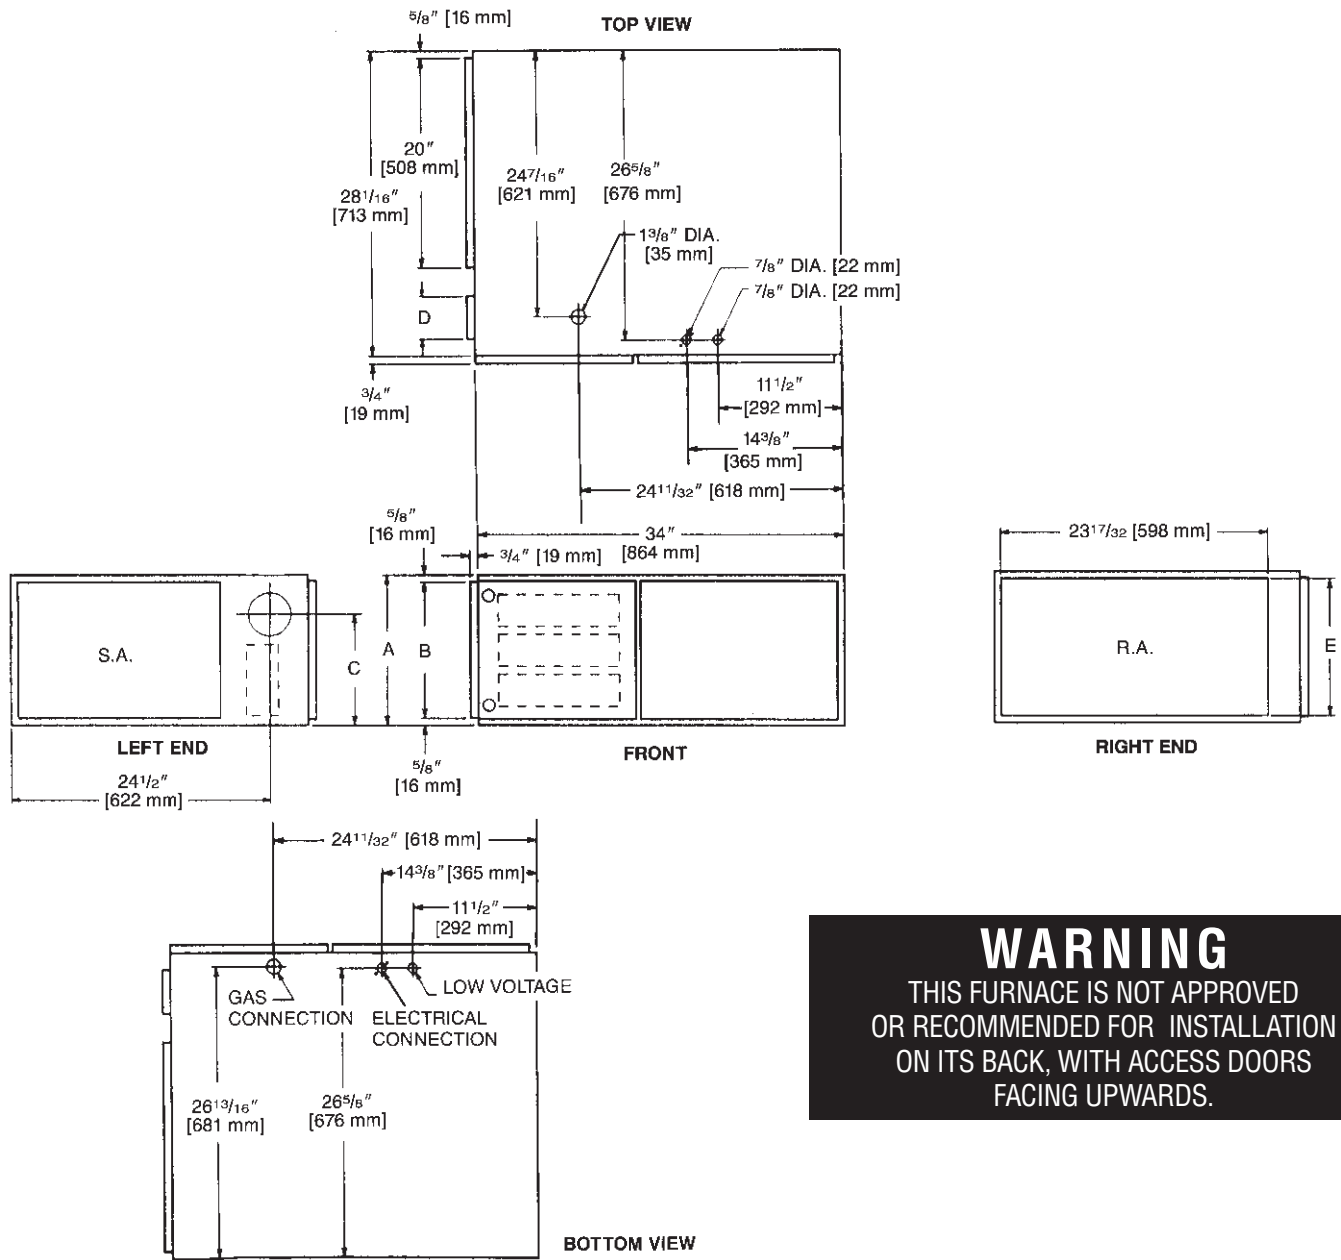 5/8" [16 mm]
TOP VIEW
20"
[508 mm]
28 1/16"
[713 mm]
24 7/16"
[621 mm]
26 5/8"
[676 mm]
1 3/8" DIA.
[35 mm]
7/8" DIA. [22 mm]
7/8" DIA. [22 mm]
D
3/4"
[19 mm]
11 1/2"
[292 mm]
14 3/8"
[365 mm]
24 11/32" [618 mm]
5/8"
[16 mm]
34"
[864 mm]
3/4" [19 mm]
23 17/32 [598 mm]
S.A.
C
A
B
R.A.
E
LEFT END
FRONT
RIGHT END
5/8"
[16 mm]
24 1/2"
[622 mm]
24 11/32" [618 mm]
14 3/8" [365 mm]
11 1/2"
[292 mm]
GAS
CONNECTION
ELECTRICAL
CONNECTION
LOW VOLTAGE
26 13/16"
[681 mm]
26 5/8"
[676 mm]
BOTTOM VIEW
WARNING
THIS FURNACE IS NOT APPROVED
OR RECOMMENDED FOR INSTALLATION
ON ITS BACK, WITH ACCESS DOORS
FACING UPWARDS.